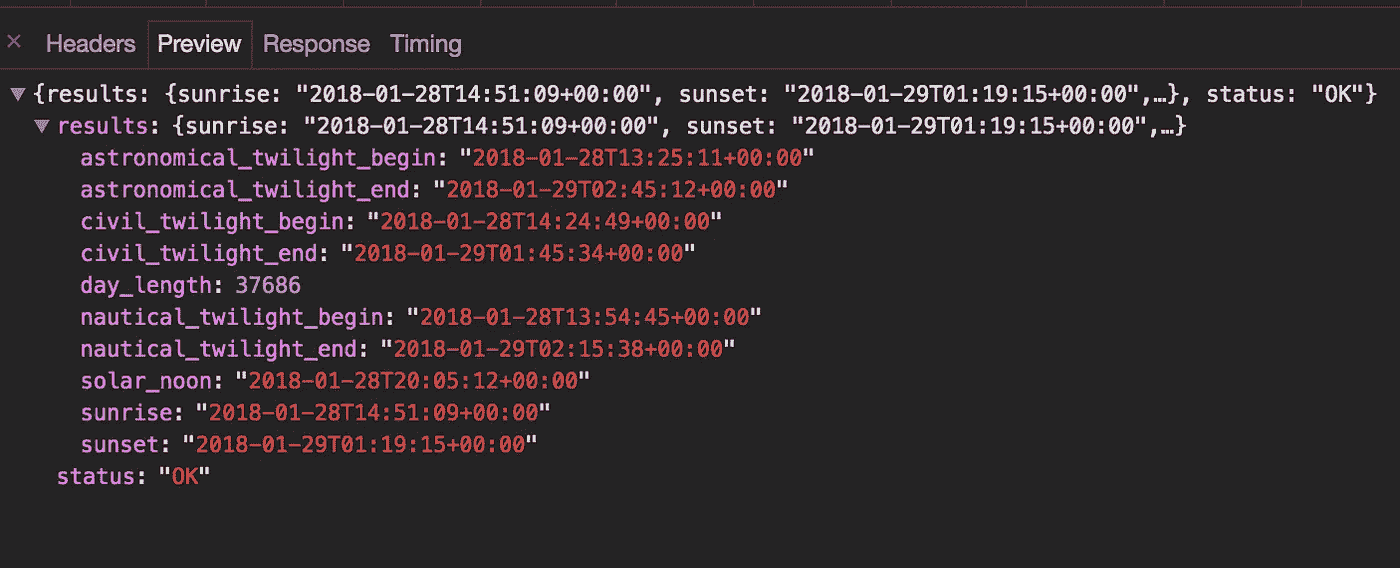 × Headers Preview Response Timing
▼ {results: {sunrise: "2018-01-28T14:51:09+00:00", sunset: "2018-01-29T01:19:15+00:00",…}, status: "OK"}
▼ results: {sunrise: "2018-01-28T14:51:09+00:00", sunset: "2018-01-29T01:19:15+00:00",…}
astronomical_twilight_begin: "2018-01-28T13:25:11+00:00"
astronomical_twilight_end: "2018-01-29T02:45:12+00:00"
civil_twilight_begin: "2018-01-28T14:24:49+00:00"
civil_twilight_end: "2018-01-29T01:45:34+00:00"
day_length: 37686
nautical_twilight_begin: "2018-01-28T13:54:45+00:00"
nautical_twilight_end: "2018-01-29T02:15:38+00:00"
solar_noon: "2018-01-28T20:05:12+00:00"
sunrise: "2018-01-28T14:51:09+00:00"
sunset: "2018-01-29T01:19:15+00:00"
status: "OK"